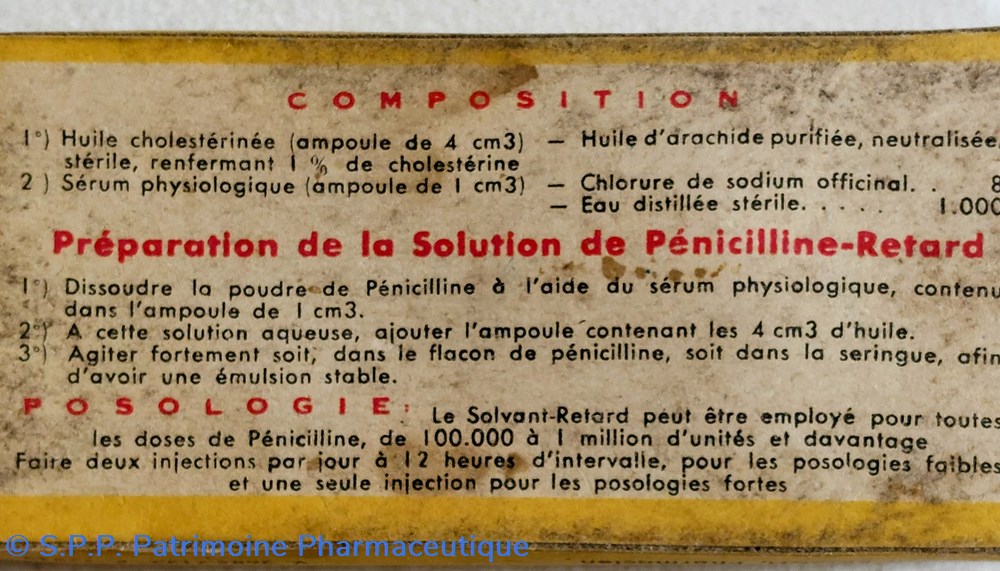 COMPOSITION
1°) Huile cholestérinée (ampoule de 4 cm3) — Huile d'arachide purifiée, neutralisée,
stérile, renfermant 1 % de cholestérine
2 ) Sérum physiologique (ampoule de 1 cm3) — Chlorure de sodium officinal. . 8
— Eau distillée stérile. . . . . 1.000
Préparation de la Solution de Pénicilline-Retard
1°) Dissoudre la poudre de Pénicilline à l'aide du sérum physiologique, contenu
dans l'ampoule de 1 cm3.
2°) A cette solution aqueuse, ajouter l'ampoule contenant les 4 cm3 d'huile.
3°) Agiter fortement soit, dans le flacon de pénicilline, soit dans la seringue, afin
d'avoir une émulsion stable.
POSOLOGIE: Le Solvant-Retard peut être employé pour toutes
les doses de Pénicilline, de 100.000 à 1 million d'unités et davantage
Faire deux injections par jour à 12 heures d'intervalle, pour les posologies faibles
et une seule injection pour les posologies fortes
© S.P.P. Patrimoine Pharmaceutique